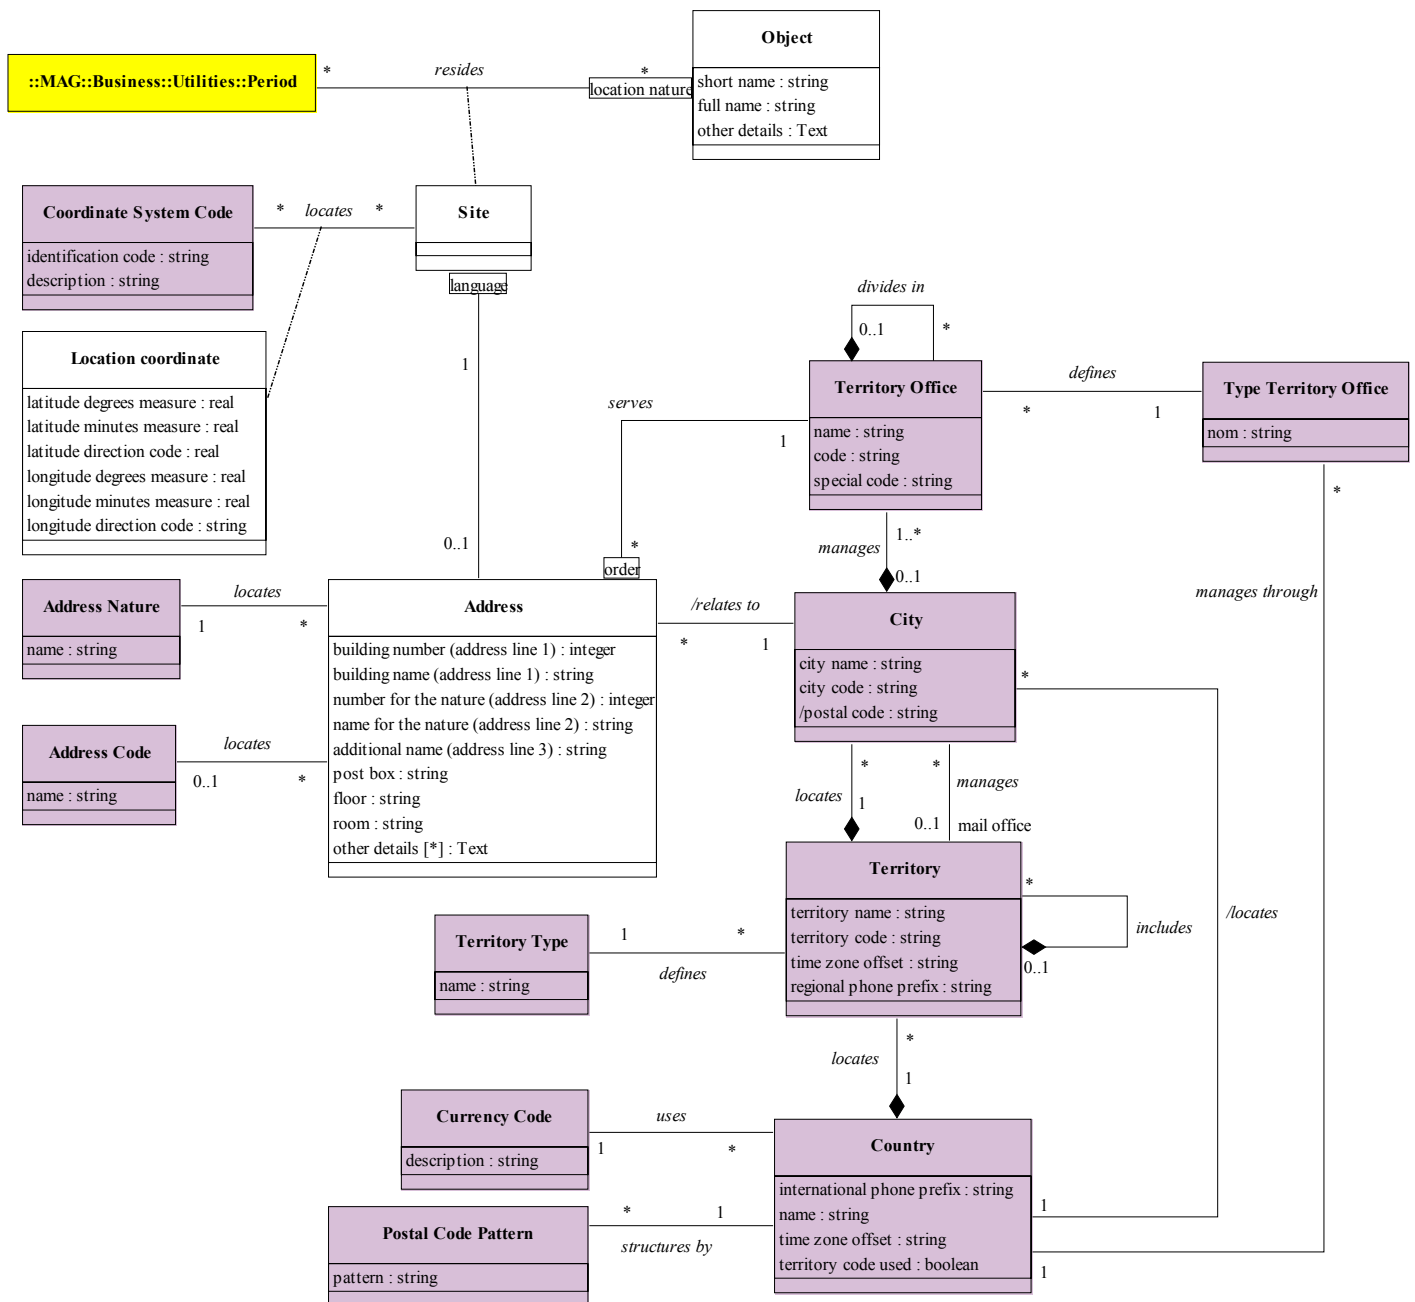 Object
::MAG::Business::Utilities::Period
* resides *
location nature
short name : string
full name : string
other details : Text
Coordinate System Code
* locates *
Site
identification code : string
description : string
language
divides in
0..1 *
Location coordinate
latitude degrees measure : real
latitude minutes measure : real
latitude direction code : real
longitude degrees measure : real
longitude minutes measure : real
longitude direction code : string
1
0..1
serves
1
*
order
Territory Office
name : string
code : string
special code : string
defines
* 1
Type Territory Office
nom : string
*
manages through
1
1..*
manages
0..1
Address Nature
name : string
locates
1 *
Address
building number (address line 1) : integer
building name (address line 1) : string
number for the nature (address line 2) : integer
name for the nature (address line 2) : string
additional name (address line 3) : string
post box : string
floor : string
room : string
other details [*] : Text
/relates to
* 1
City
city name : string
city code : string
/postal code : string
*
/locates
1
Address Code
name : string
locates
0..1 *
* *
locates manages
1 0..1 mail office
Territory
territory name : string
territory code : string
time zone offset : string
regional phone prefix : string
*
includes
0..1
Territory Type
name : string
1 *
defines
*
locates
1
Currency Code
description : string
uses
1 *
Country
international phone prefix : string
name : string
time zone offset : string
territory code used : boolean
Postal Code Pattern
pattern : string
* 1
structures by